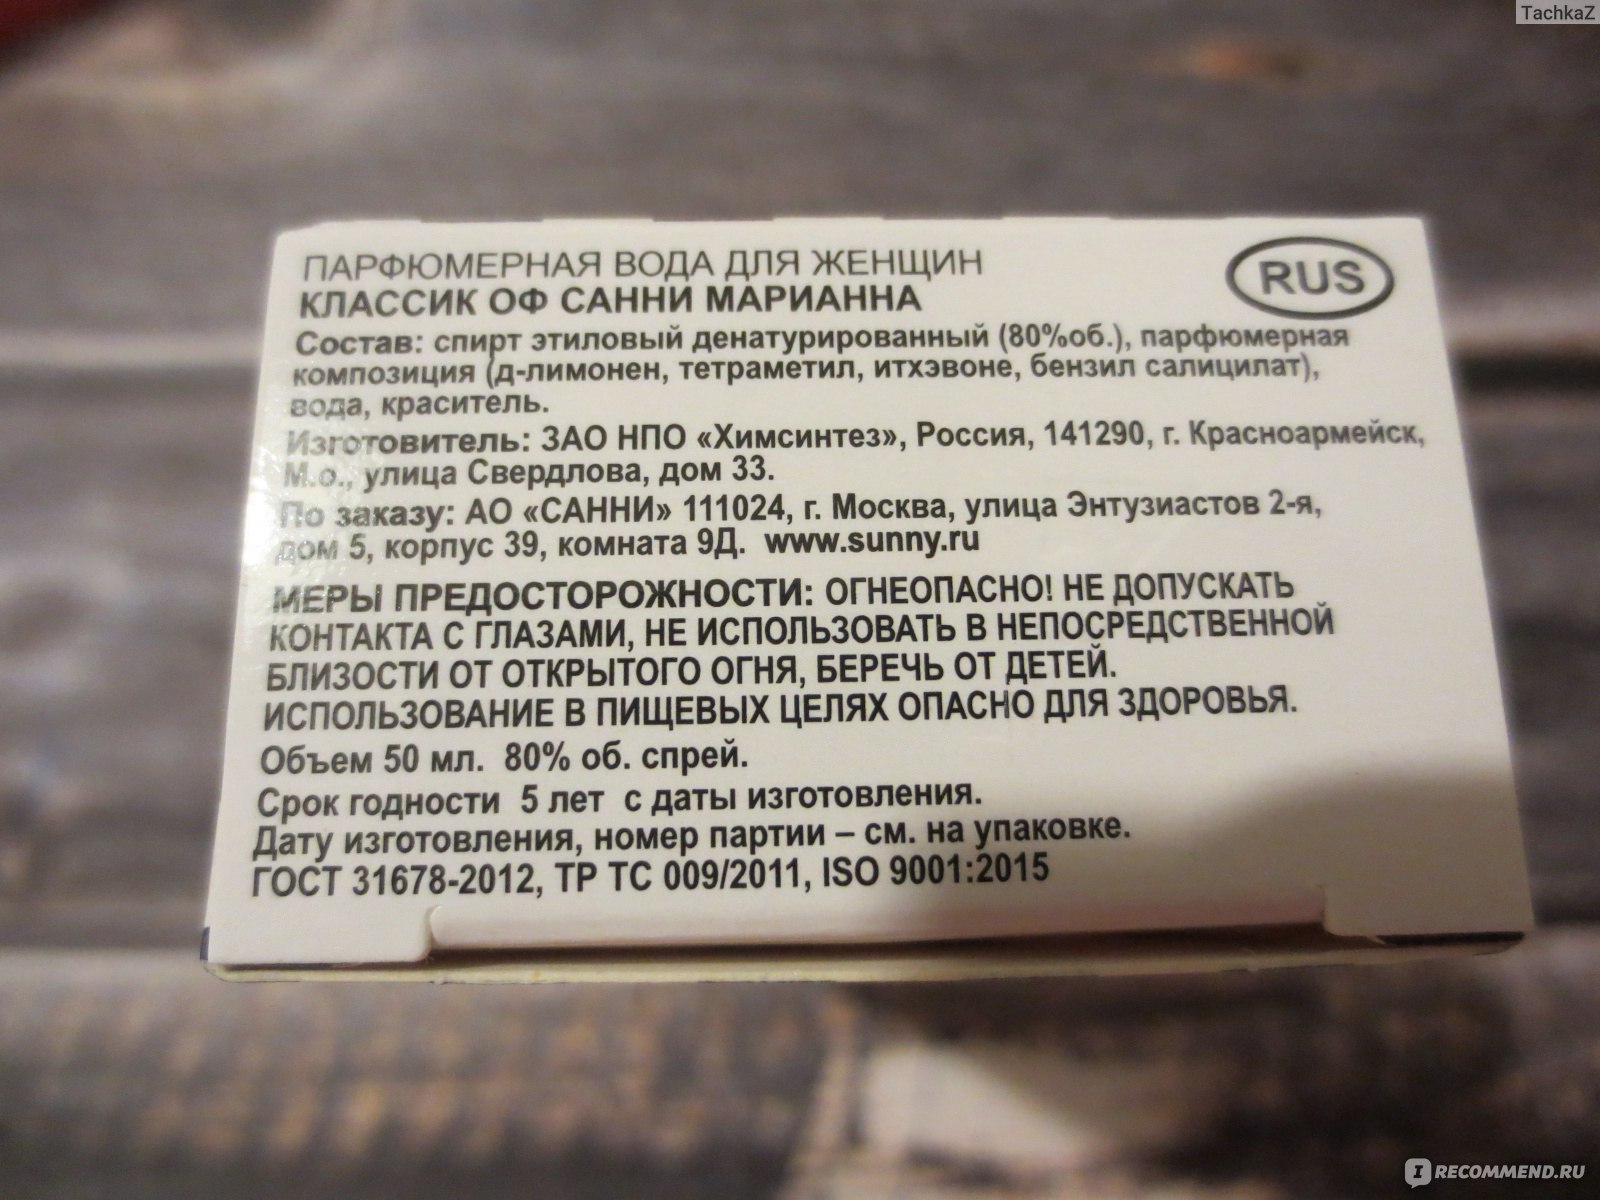 TachkaZ
ПАРФЮМЕРНАЯ ВОДА ДЛЯ ЖЕНЩИН
RUS
КЛАССИК ОФ САННИ МАРИАННА
Состав: спирт этиловый денатурированный (80%об.), парфюмерная
композиция (д-лимонен, тетраметил, итхэвоне, бензил салицилат),
вода, краситель.
Изготовитель: ЗАО НПО «Химсинтез», Россия, 141290, г. Красноармейск,
М.о., улица Свердлова, дом 33.
По заказу: АО «САННИ» 111024, г. Москва, улица Энтузиастов 2-я,
дом 5, корпус 39, комната 9Д. www.sunny.ru
МЕРЫ ПРЕДОСТОРОЖНОСТИ: ОГНЕОПАСНО! НЕ ДОПУСКАТЬ
КОНТАКТА С ГЛАЗАМИ, НЕ ИСПОЛЬЗОВАТЬ В НЕПОСРЕДСТВЕННОЙ
БЛИЗОСТИ ОТ ОТКРЫТОГО ОГНЯ, БЕРЕЧЬ ОТ ДЕТЕЙ.
ИСПОЛЬЗОВАНИЕ В ПИЩЕВЫХ ЦЕЛЯХ ОПАСНО ДЛЯ ЗДОРОВЬЯ.
Объем 50 мл. 80% об. спрей.
Срок годности 5 лет с даты изготовления.
Дату изготовления, номер партии – см. на упаковке.
ГОСТ 31678-2012, ТР ТС 009/2011, ISO 9001:2015
IRECOMMEND.RU